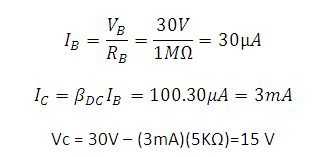 I_B = V_B / R_B = 30V / 1MΩ = 30μA
I_C = β_DC I_B = 100.30μA = 3mA
Vc = 30V – (3mA)(5KΩ)=15 V